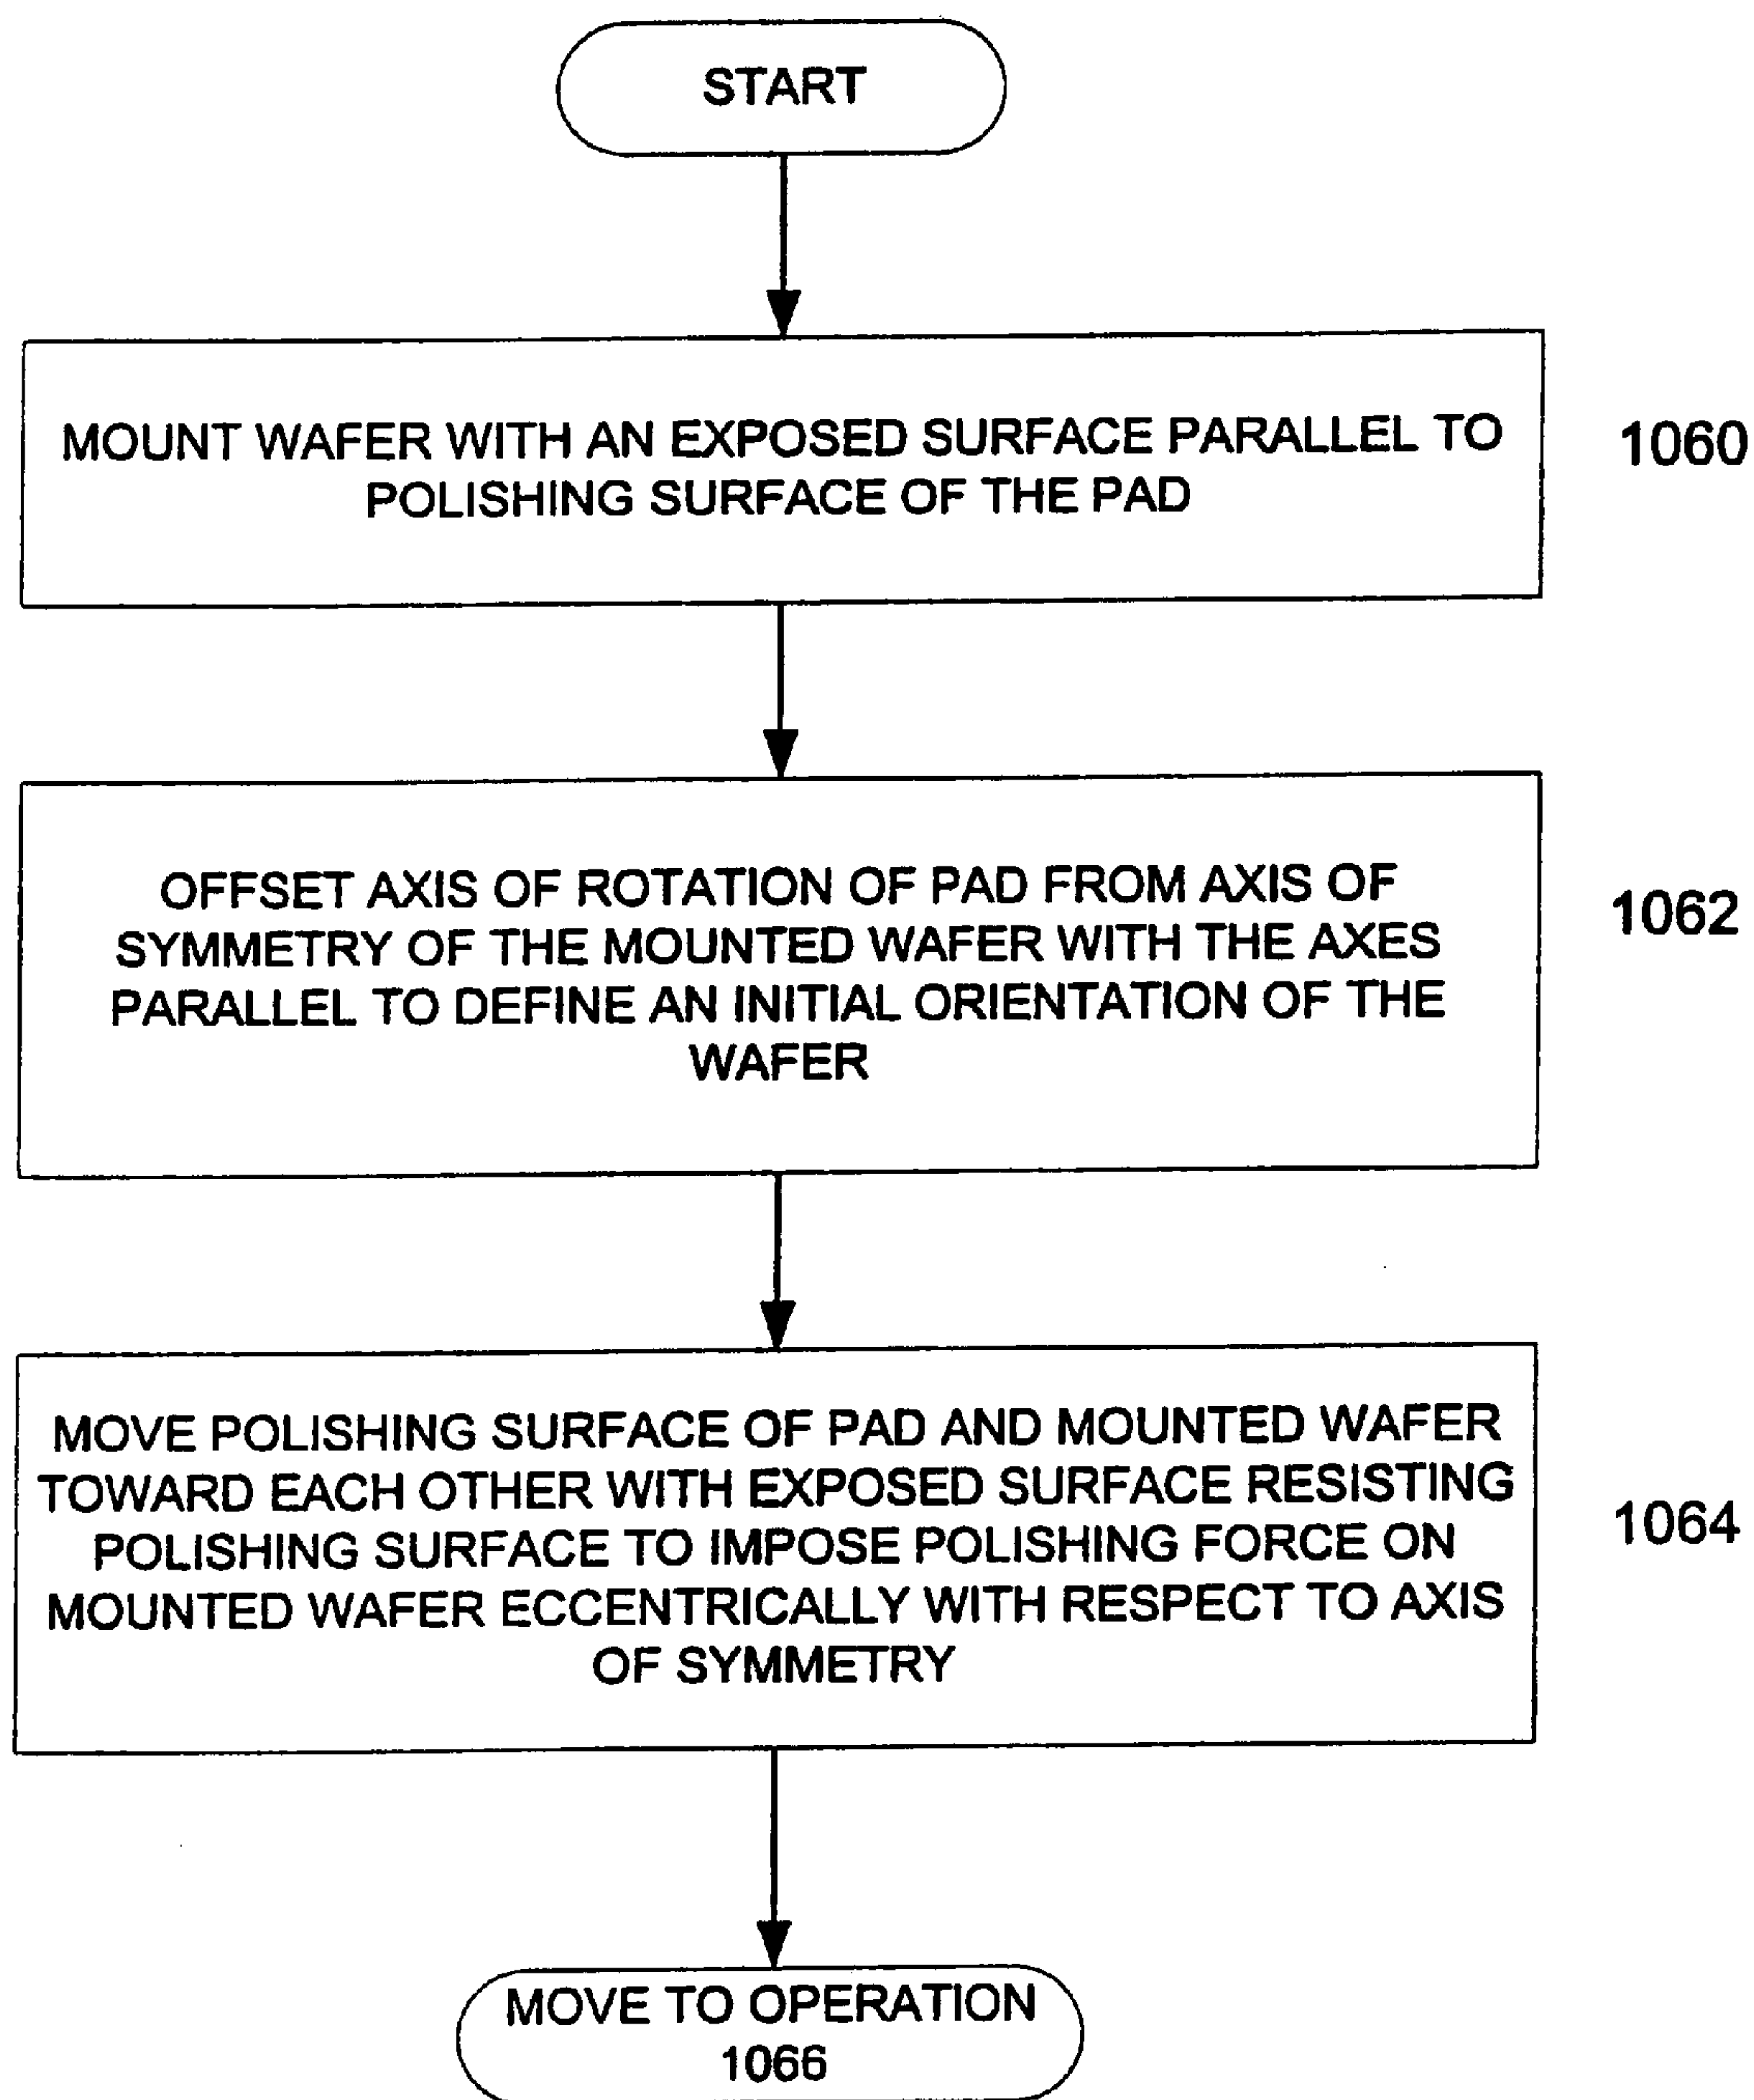 START
MOUNT WAFER WITH AN EXPOSED SURFACE PARALLEL TO
POLISHING SURFACE OF THE PAD
1060
OFFSET AXIS OF ROTATION OF PAD FROM AXIS OF
SYMMETRY OF THE MOUNTED WAFER WITH THE AXES
PARALLEL TO DEFINE AN INITIAL ORIENTATION OF THE
WAFER
1062
MOVE POLISHING SURFACE OF PAD AND MOUNTED WAFER
TOWARD EACH OTHER WITH EXPOSED SURFACE RESISTING
POLISHING SURFACE TO IMPOSE POLISHING FORCE ON
MOUNTED WAFER ECCENTRICALLY WITH RESPECT TO AXIS
OF SYMMETRY
1064
MOVE TO OPERATION
1066